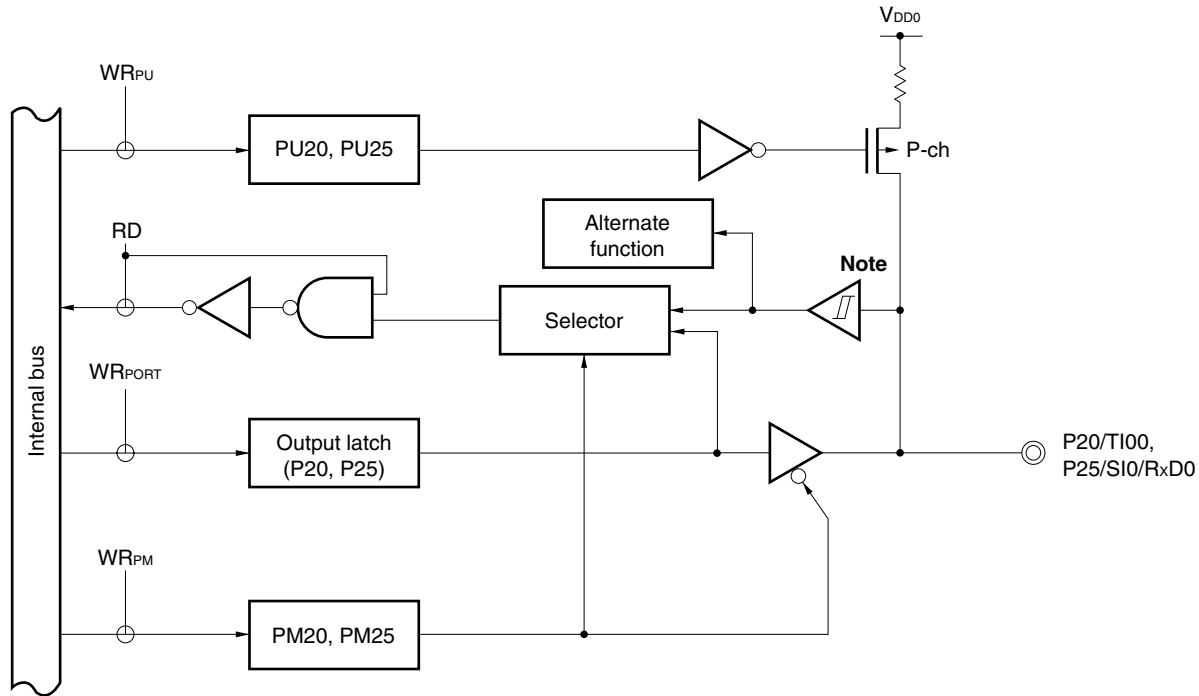 VDD0
WRPU
PU20, PU25
P-ch
Alternate
function
RD
Note
Selector
Internal bus
WRPORT
Output latch
(P20, P25)
P20/TI00,
P25/SI0/RxD0
WRPM
PM20, PM25